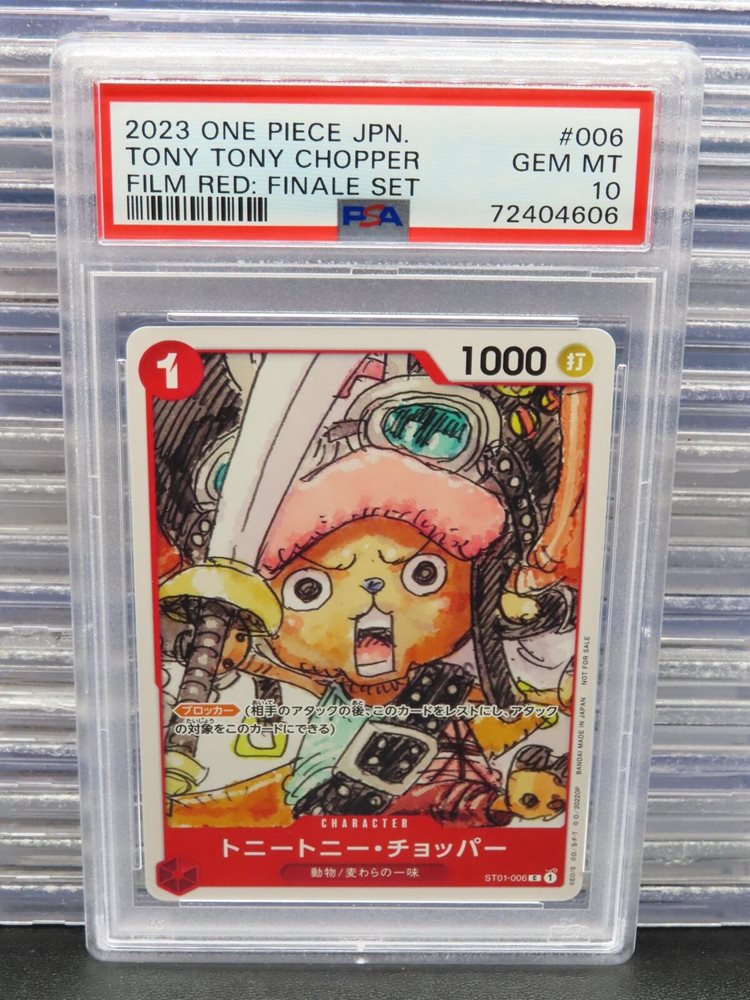 2023 ONE PIECE JPN. #006
TONY TONY CHOPPER GEM MT
FILM RED: FINALE SET 10
PSA 72404606
1 1000 打
ブロッカー (相手のアタックの後、このカードをレストにし、アタック
の対象をこのカードにできる)
CHARACTER
トニートニー・チョッパー
動物/麦わらの一味
ST01-006 C 1
BANDAI MADE IN JAPAN NOT FOR SALE